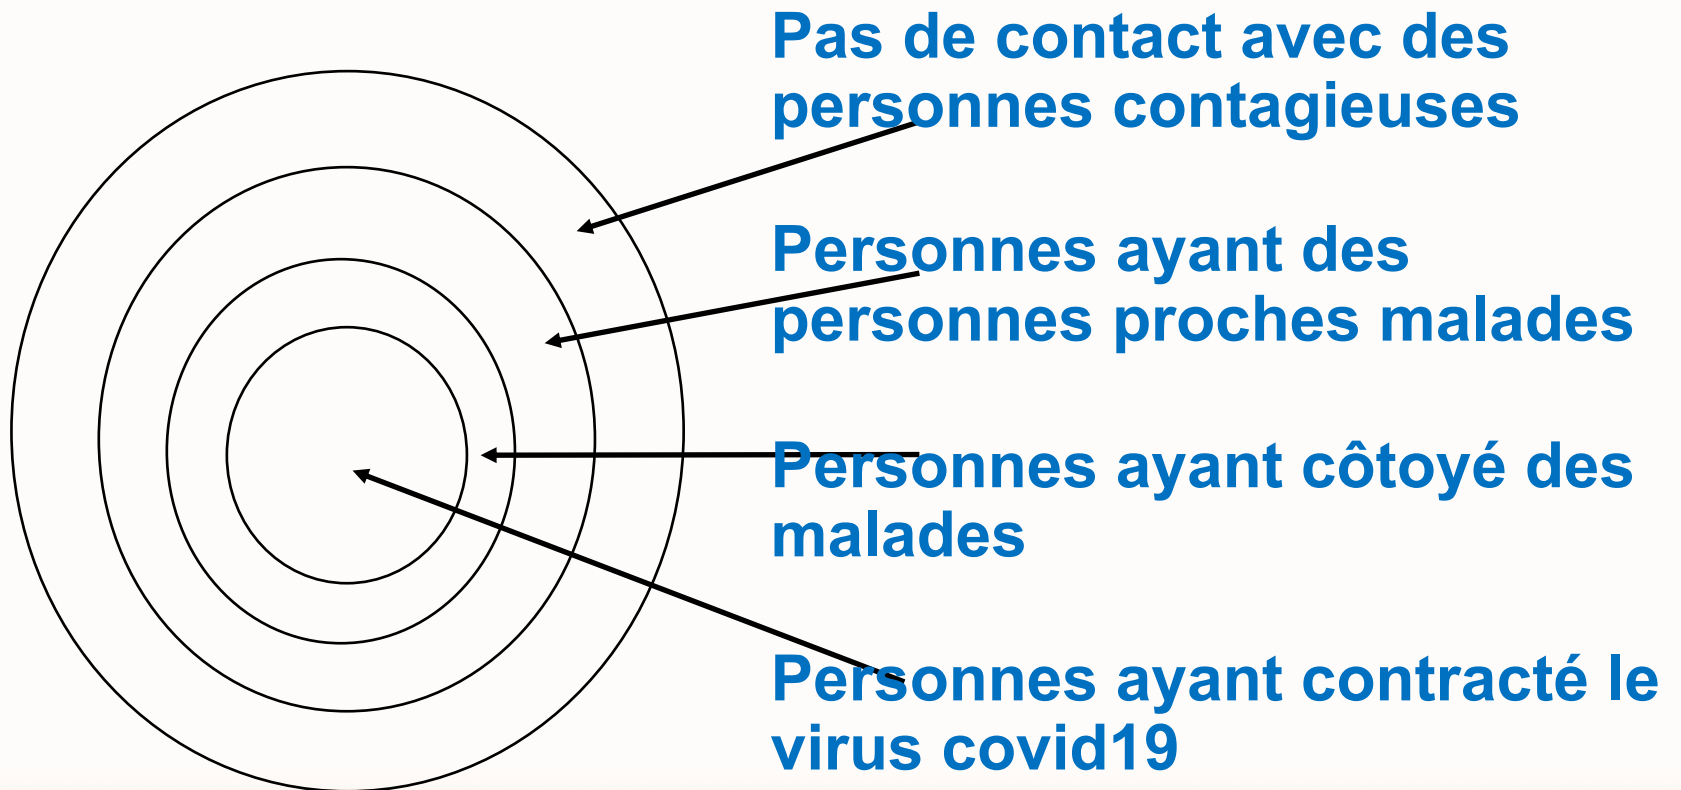 Pas de contact avec des
personnes contagieuses
Personnes ayant des
personnes proches malades
Personnes ayant côtoyé des
malades
Personnes ayant contracté le
virus covid19